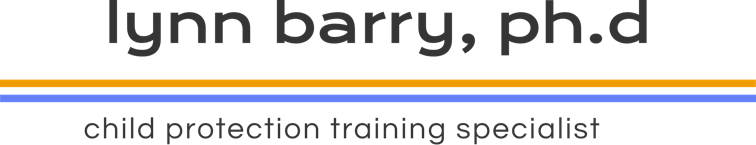 lynn barry, ph.d
child protection training specialist